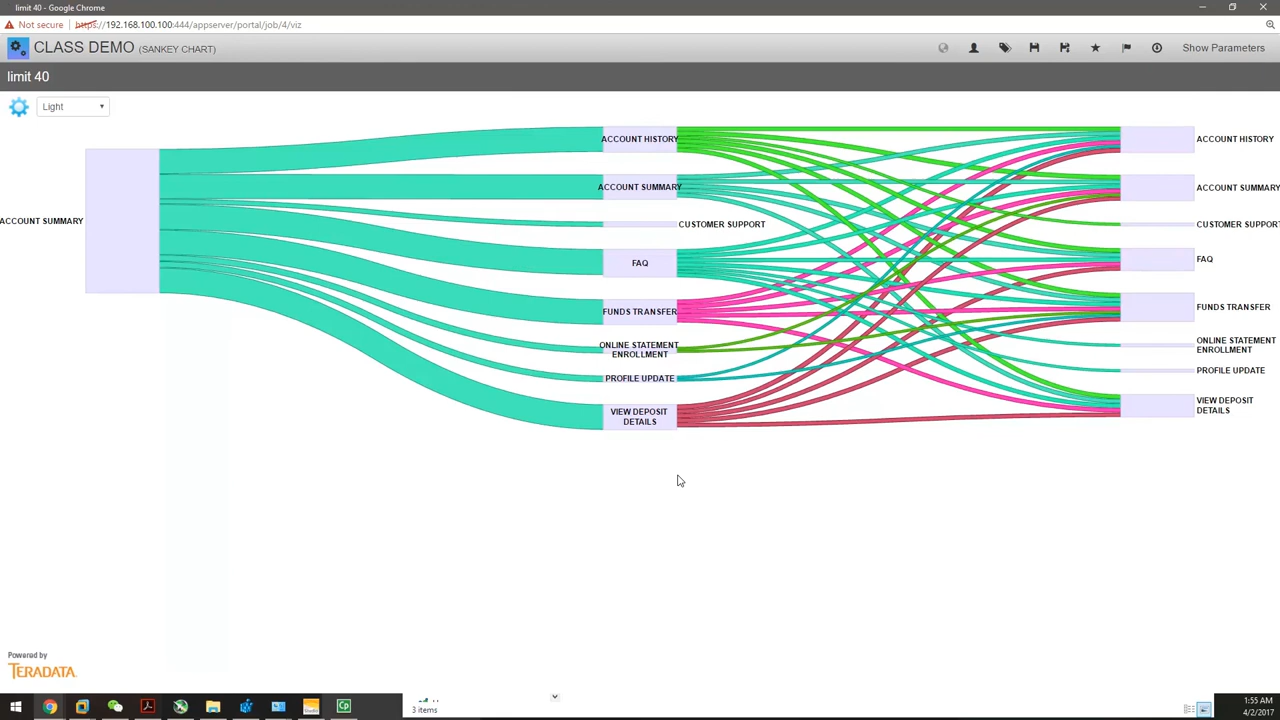 limit 40 - Google Chrome
Not secure https://192.168.100.100:444/appserver/portal/job/4/viz
CLASS DEMO (SANKEY CHART)
Show Parameters
limit 40
Light
ACCOUNT SUMMARY
ACCOUNT HISTORY
ACCOUNT SUMMARY
CUSTOMER SUPPORT
FAQ
FUNDS TRANSFER
ONLINE STATEMENT
ENROLLMENT
PROFILE UPDATE
VIEW DEPOSIT
DETAILS
ACCOUNT HISTORY
ACCOUNT SUMMARY
CUSTOMER SUPPORT
FAQ
FUNDS TRANSFER
ONLINE STATEMENT
ENROLLMENT
PROFILE UPDATE
VIEW DEPOSIT
DETAILS
Powered by
TERADATA
Cp
3 items
1:55 AM
4/2/2017